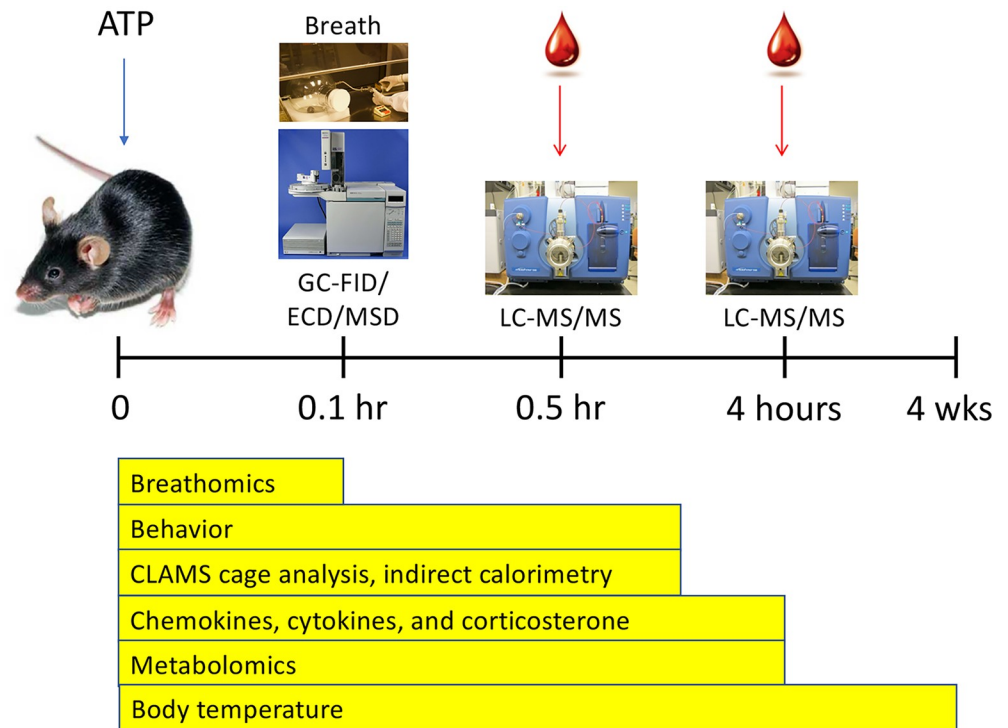 ATP
Breath
GC-FID/
ECD/MSD
LC-MS/MS
LC-MS/MS
0
0.1 hr
0.5 hr
4 hours
4 wks
Breathomics
Behavior
CLAMS cage analysis, indirect calorimetry
Chemokines, cytokines, and corticosterone
Metabolomics
Body temperature